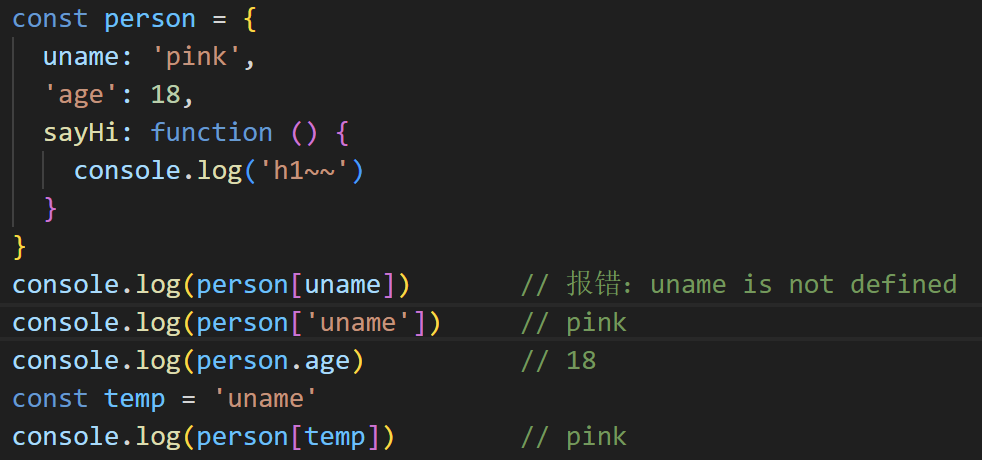 const person = {
  uname: 'pink',
  'age': 18,
  sayHi: function () {
    console.log('h1~~')
  }
}
console.log(person[uname])       // 报错：uname is not defined
console.log(person['uname'])     // pink
console.log(person.age)          // 18
const temp = 'uname'
console.log(person[temp])        // pink